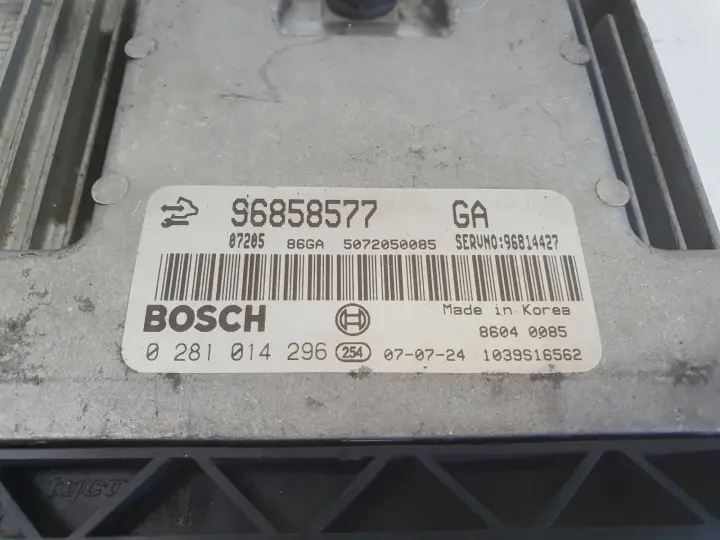 96858577 GA
07205 86GA 5072050085 SERVNO:96814427
BOSCH
Made in Korea
8604 0085
0 281 014 296 254 07-07-24 1039S16562
tyco